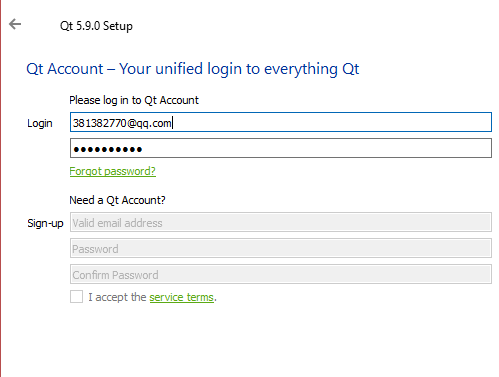 Qt 5.9.0 Setup
Qt Account – Your unified login to everything Qt
Please log in to Qt Account
Login
381382770@qq.com
●●●●●●●●●●
Forgot password?
Need a Qt Account?
Sign-up
Valid email address
Password
Confirm Password
I accept the service terms.